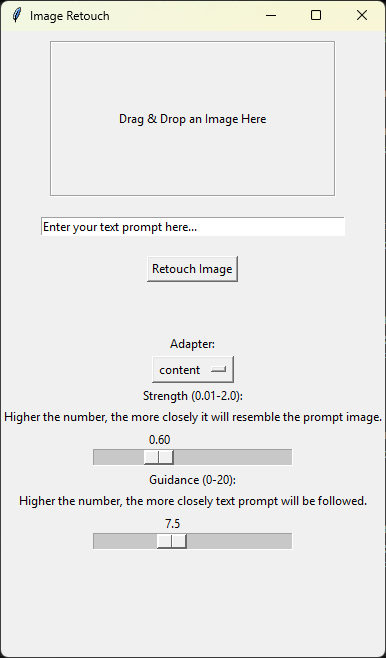 Image Retouch
Drag & Drop an Image Here
Enter your text prompt here...
Retouch Image
Adapter:
content
Strength (0.01-2.0):
Higher the number, the more closely it will resemble the prompt image.
0.60
Guidance (0-20):
Higher the number, the more closely text prompt will be followed.
7.5